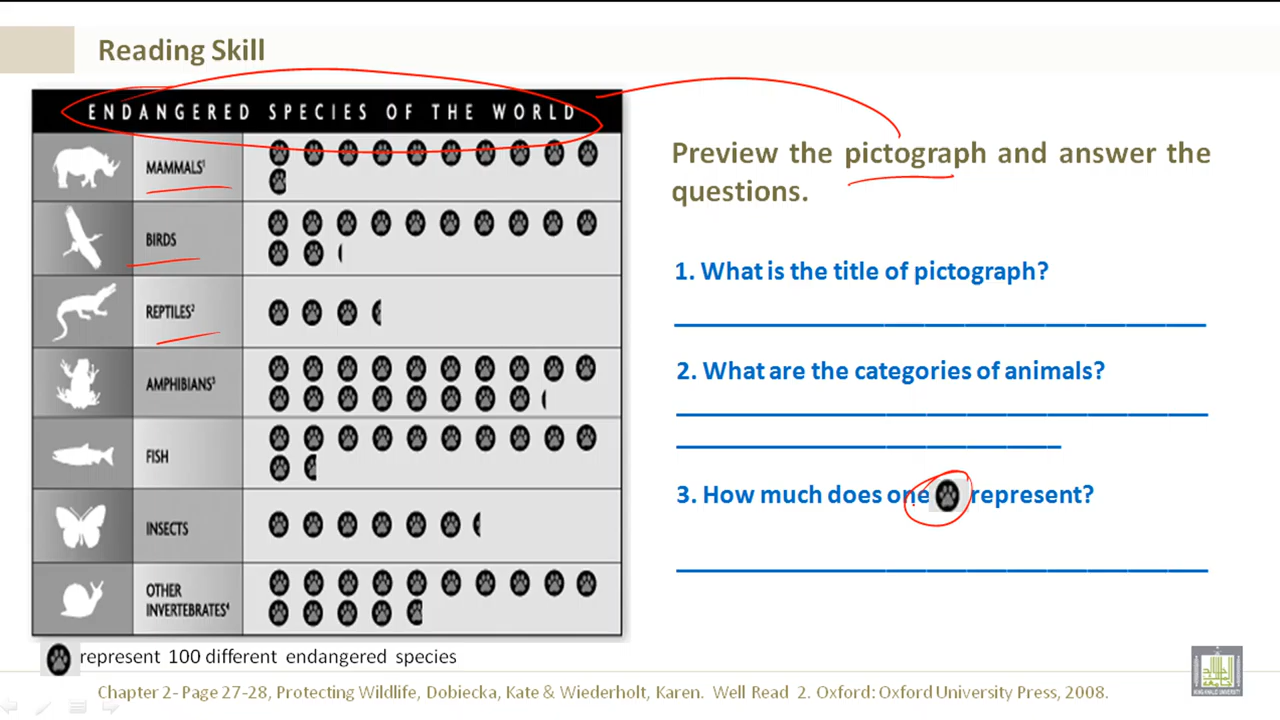 Reading Skill
ENDANGERED SPECIES OF THE WORLD
MAMMALS¹
BIRDS
REPTILES²
AMPHIBIANS³
FISH
INSECTS
OTHER
INVERTEBRATES⁴
represent 100 different endangered species
Preview the pictograph and answer the
questions.
1. What is the title of pictograph?
2. What are the categories of animals?
3. How much does one represent?
Chapter 2- Page 27-28, Protecting Wildlife, Dobiecka, Kate & Wiederholt, Karen. Well Read 2. Oxford: Oxford University Press, 2008.